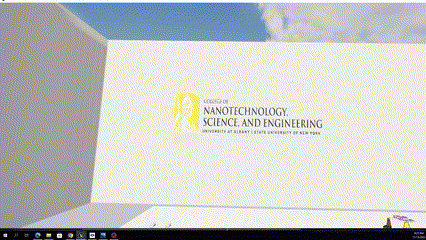 COLLEGE OF
NANOTECHNOLOGY,
SCIENCE, AND ENGINEERING
UNIVERSITY AT ALBANY | STATE UNIVERSITY OF NEW YORK